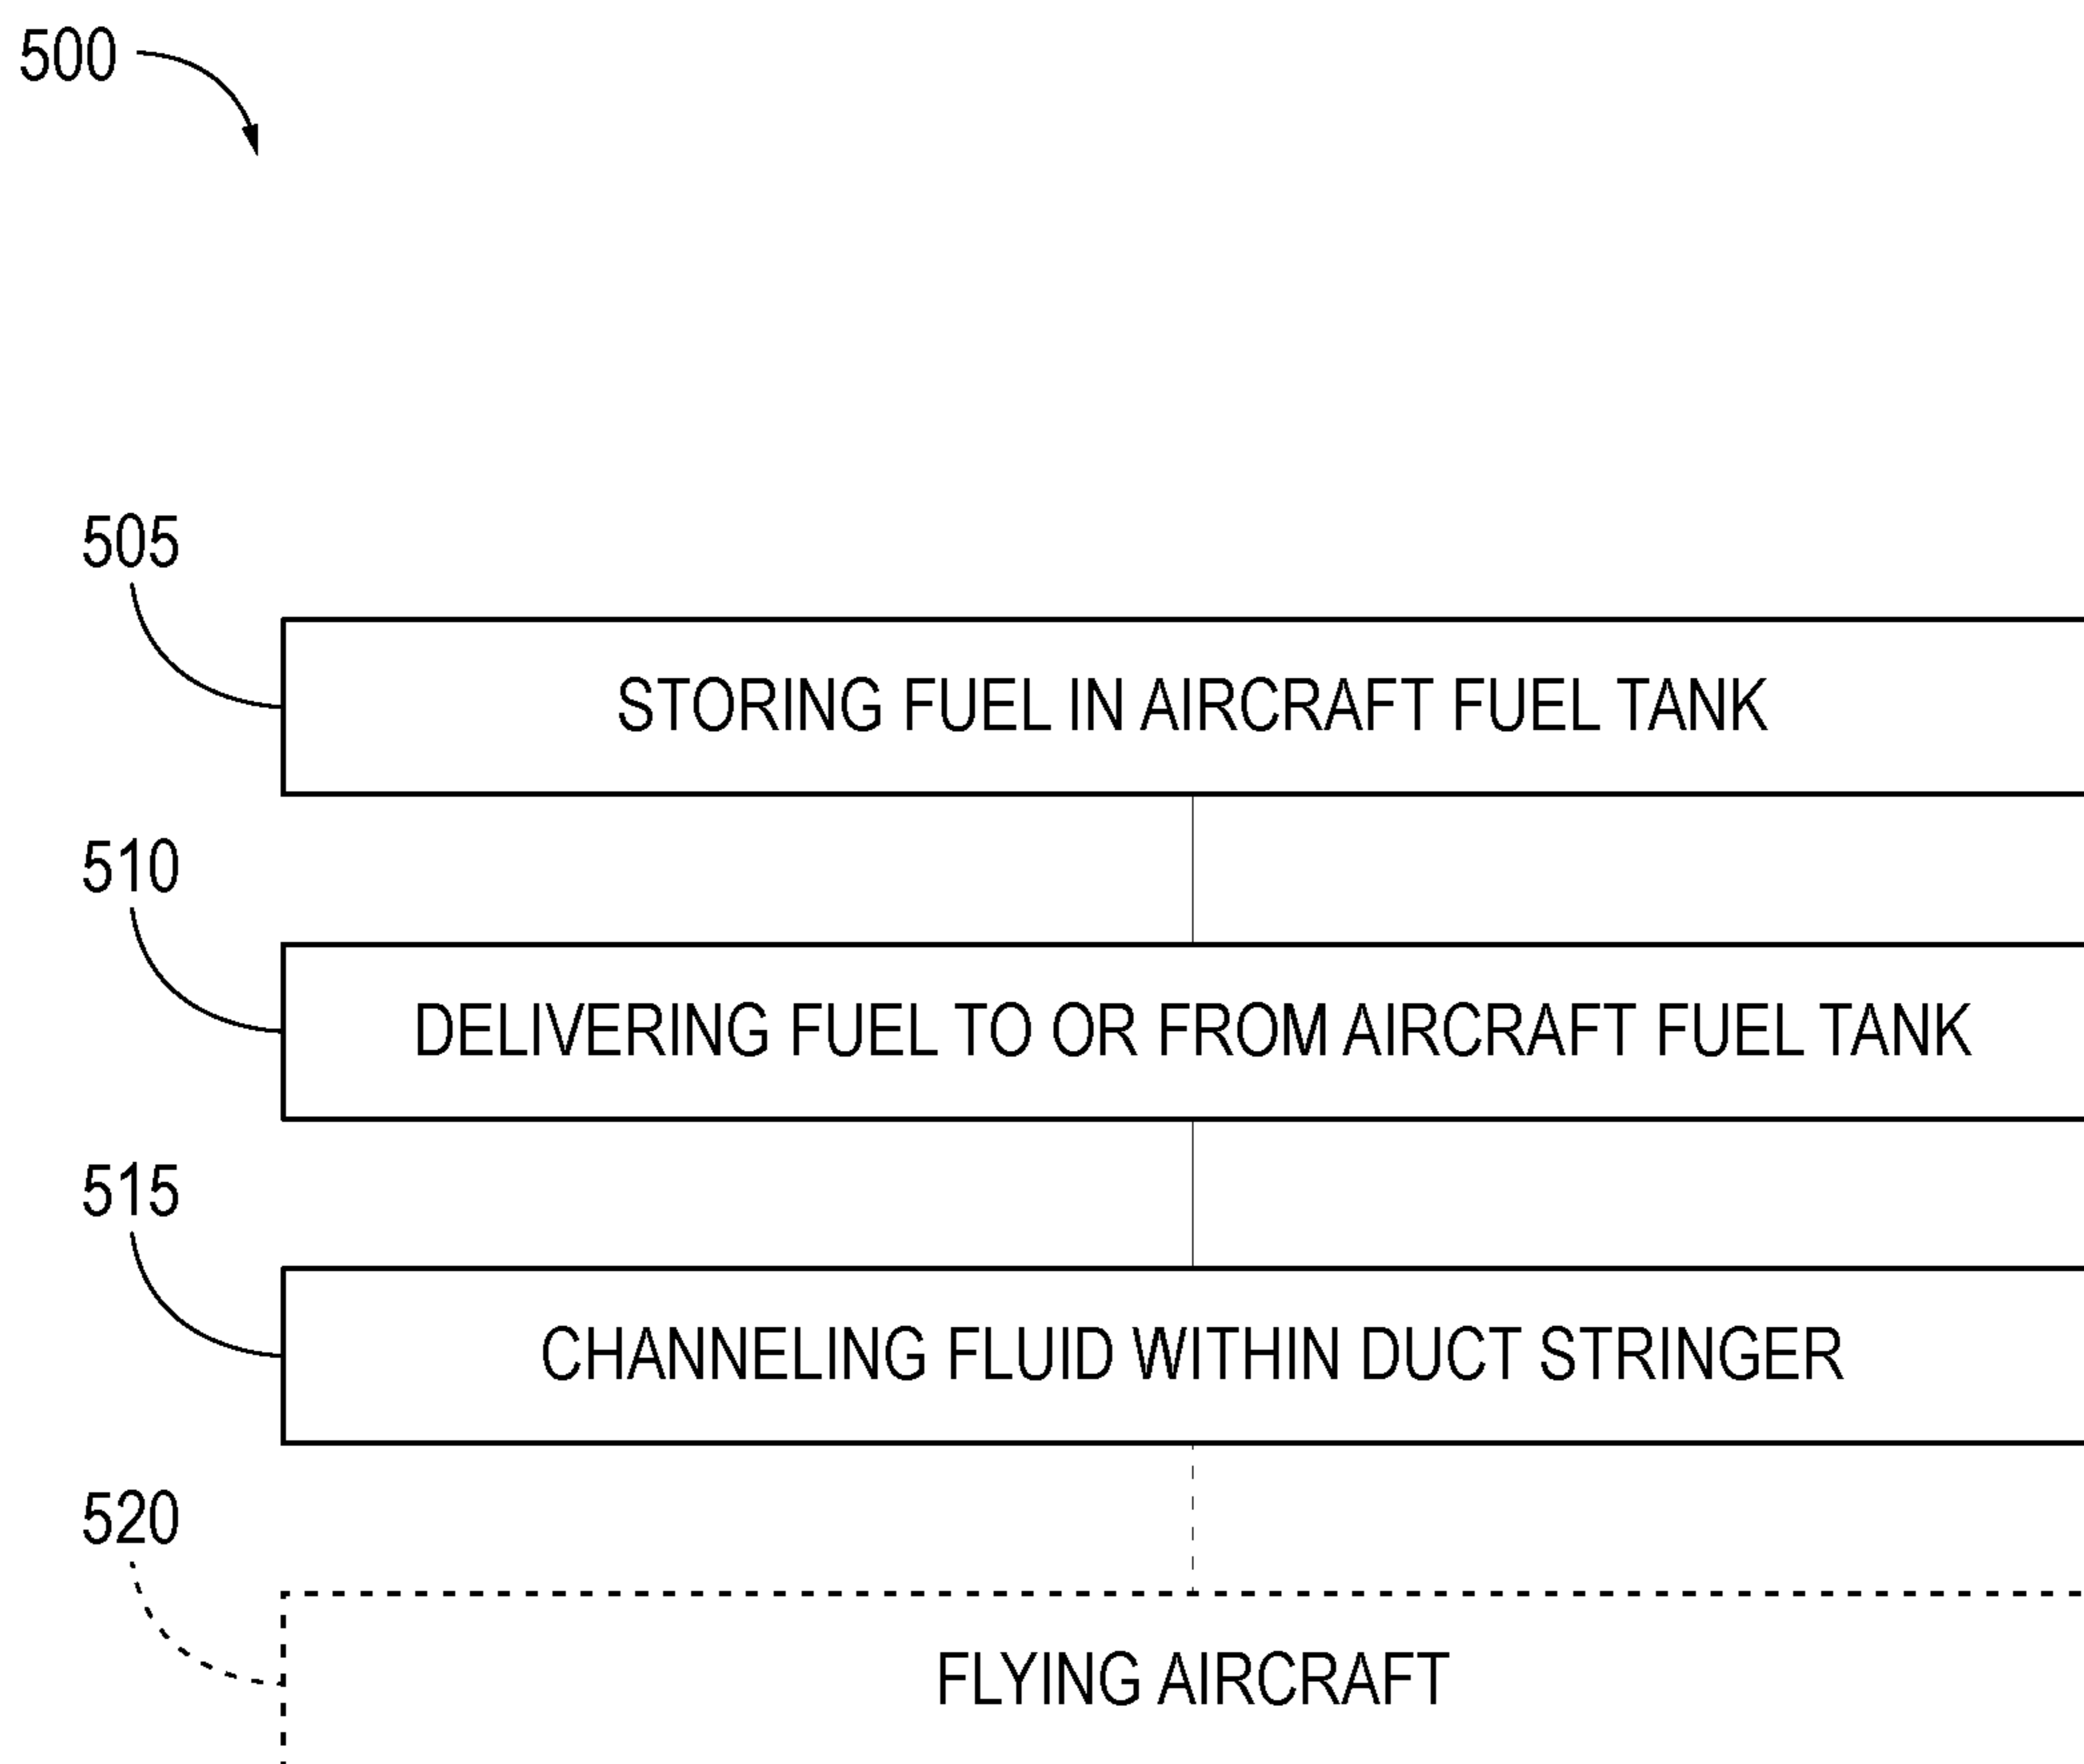 500
505
STORING FUEL IN AIRCRAFT FUEL TANK
510
DELIVERING FUEL TO OR FROM AIRCRAFT FUEL TANK
515
CHANNELING FLUID WITHIN DUCT STRINGER
520
FLYING AIRCRAFT